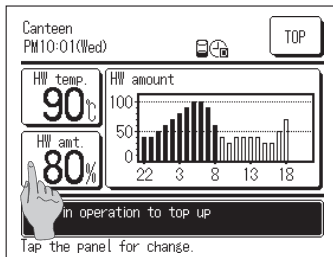 Canteen
PM10:01(Wed)
TOP
HW temp.
90℃
HW amt.
80%
HW amount
100
50
0
22 3 8 13 18
in operation to top up
Tap the panel for change.